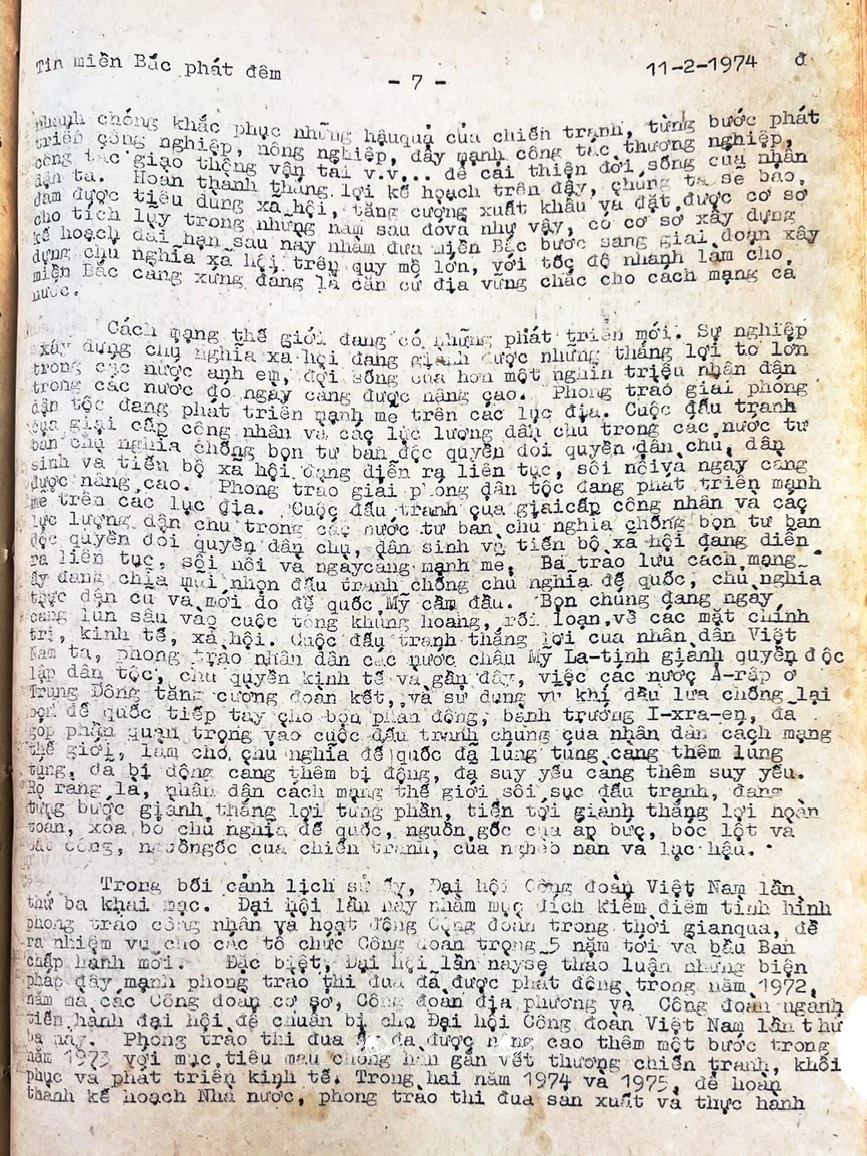 Tin miền Bắc phát đêm
- 7 -
11-2-1974 đ
nhanh chóng khắc phục những hậuquả của chiến tranh, từng bước phát
triển công nghiệp, nông nghiệp, đẩy mạnh công tác thương nghiệp,
công tác giao thông vận tải v.v... để cải thiện đời sống của nhân
dân ta. Hoàn thành thắng lợi kế hoạch trên đây, chúng ta sẽ bảo
đảm được tiêu dùng xã hội, tăng cường xuất khẩu và đặt được cơ sở
cho tích lũy trong những năm sau đóvà như vậy, có cơ sở xây dựng
kế hoạch dài hạn sau này nhằm đưa miền Bắc bước sang giai đoạn xây
dựng chủ nghĩa xã hội trên quy mô lớn, với tốc độ nhanh làm cho
miền Bắc càng xứng đáng là căn cứ địa vững chắc cho cách mạng cả
nước.
Cách mạng thế giới đang có những phát triển mới. Sự nghiệp
xây dựng chủ nghĩa xã hội đang giành được những thắng lợi to lớn
trong các nước anh em, đời sống của hơn một nghìn triệu nhân dân
trong các nước đó ngày càng được nâng cao. Phong trào giải phóng
dân tộc đang phát triển mạnh mẽ trên các lục địa. Cuộc đấu tranh
của giai cấp công nhân và các lực lượng dân chủ trong các nước tư
bản chủ nghĩa chống bọn tư bản độc quyền đòi quyền dân chủ, dân
sinh và tiến bộ xã hội đang diễn ra liên tục, sôi nổivà ngày càng
được nâng cao. Phong trào giải phóng dân tộc đang phát triển mạnh
mẽ trên các lục địa. Cuộc đấu tranh của giaicấp công nhân và các
lực lượng dân chủ trong các nước tư bản chủ nghĩa chống bọn tư bản
độc quyền đòi quyền dân chủ, dân sinh và tiến bộ xã hội đang diễn
ra liên tục, sôi nổi và ngàycàng mạnh mẽ. Ba trào lưu cách mạng
ấy đang chĩa mũi nhọn đấu tranh chống chủ nghĩa đế quốc, chủ nghĩa
thực dân cũ và mới do đế quốc Mỹ cầm đầu. Bọn chúng đang ngày
càng lún sâu vào cuộc tổng khủng hoảng, rối loạn về các mặt chính
trị, kinh tế, xã hội. Cuộc đấu tranh thắng lợi của nhân dân Việt
Nam ta, phong trào nhân dân các nước châu Mỹ La-tinh giành quyền độc
lập dân tộc, chủ quyền kinh tế và gần đây, việc các nước A-rập ở
Trung Đông tăng cường đoàn kết, và sử dụng vũ khí dầu lửa chống lại
bọn đế quốc tiếp tay cho bọn phản động, bành trướng I-xra-en, đã
góp phần quan trọng vào cuộc đấu tranh chung của nhân dân cách mạng
thế giới, làm cho chủ nghĩa đế quốc đã lúng túng càng thêm lúng
túng, đã bị động càng thêm bị động, đã suy yếu càng thêm suy yếu.
Rõ ràng là, nhân dân cách mạng thế giới sôi sục đấu tranh, đang
từng bước giành thắng lợi từng phần, tiến tới giành thắng lợi hoàn
toàn, xóa bỏ chủ nghĩa đế quốc, nguồn gốc của áp bức, bóc lột và
bất công, nguồngốc của chiến tranh, của nghèo nàn và lạc hậu.
Trong bối cảnh lịch sử ấy, Đại hội Công đoàn Việt Nam lần
thứ ba khai mạc. Đại hội lần này nhằm mục đích kiểm điểm tình hình
phong trào công nhân và hoạt động Công đoàn trong thời gianqua, đề
ra nhiệm vụ cho các tổ chức Công đoàn trong 5 năm tới và bầu Ban
chấp hành mới. Đặc biệt, Đại hội lần nàysẽ thảo luận những biện
pháp đẩy mạnh phong trào thi đua đã được phát động trong năm 1972,
năm mà các Công đoàn cơ sở, Công đoàn địa phương và Công đoàn ngành
tiến hành đại hội để chuẩn bị cho Đại hội Công đoàn Việt Nam lần thứ
ba này. Phong trào thi đua ấy đã được nâng cao thêm một bước trong
năm 1973 với mục tiêu mau chóng hàn gắn vết thương chiến tranh, khôi
phục và phát triển kinh tế. Trong hai năm 1974 và 1975, để hoàn
thành kế hoạch Nhà nước, phong trào thi đua sản xuất và thực hành